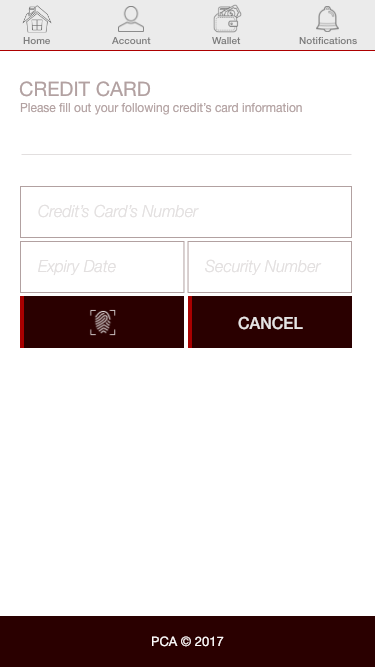 Home Account Wallet Notifications
CREDIT CARD
Please fill out your following credit's card information
Credit's Card's Number
Expiry Date Security Number
CANCEL
PCA © 2017